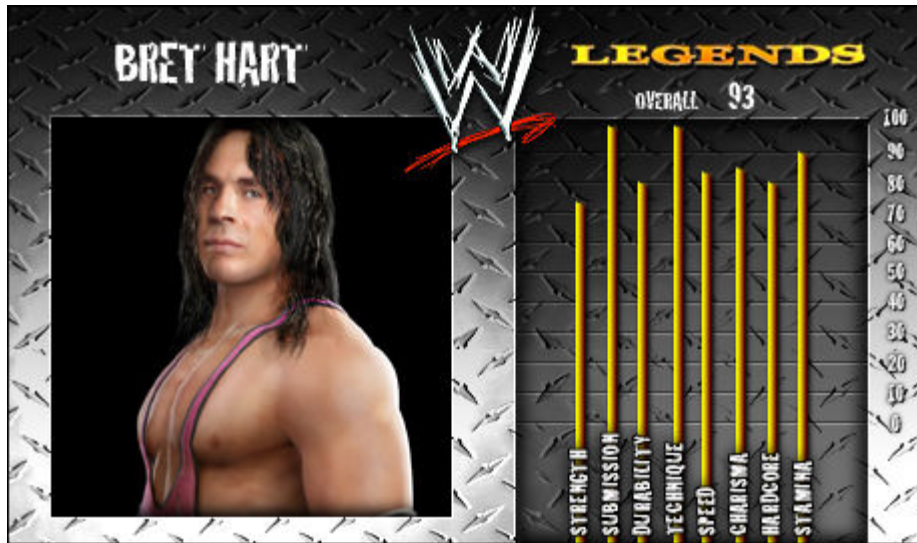 BRET HART
W
LEGENDS
OVERALL 93
100
90
80
70
60
50
40
30
20
10
0
STRENGTH
SUBMISSION
DURABILITY
TECHNIQUE
SPEED
CHARISMA
HARDCORE
STAMINA